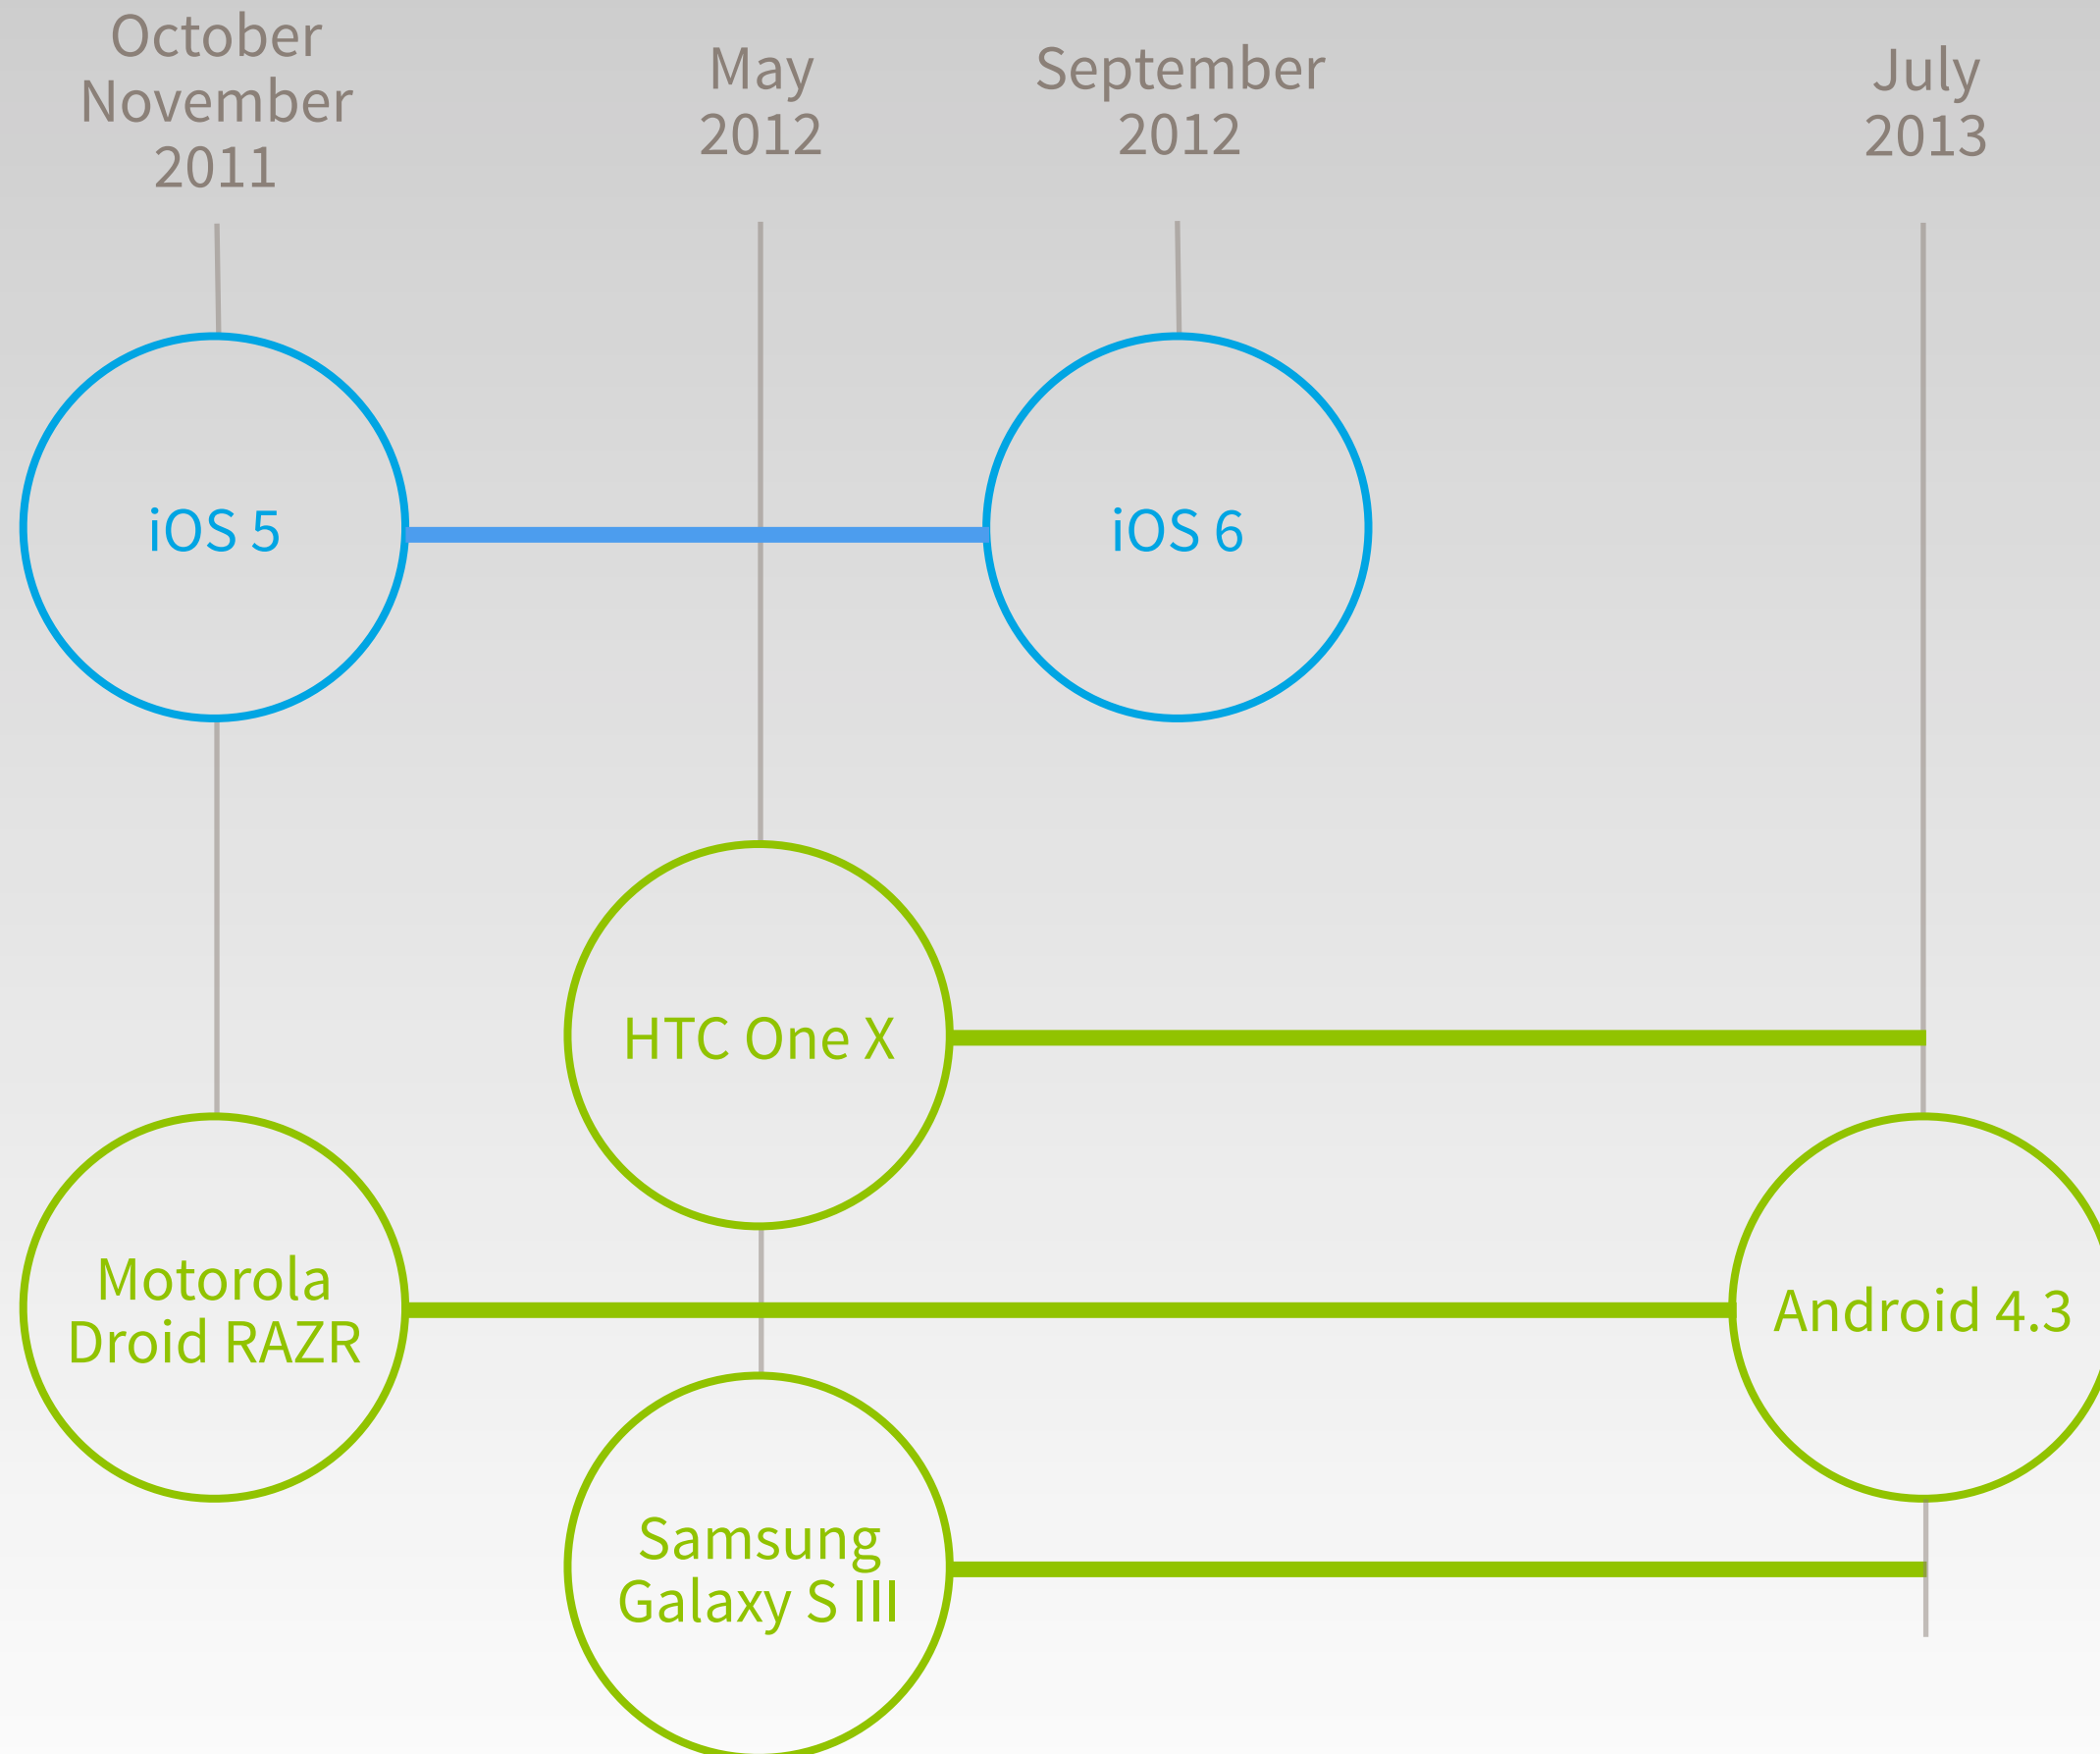 October
November
2011
May
2012
September
2012
July
2013
iOS 5
iOS 6
HTC One X
Motorola
Droid RAZR
Android 4.3
Samsung
Galaxy S III